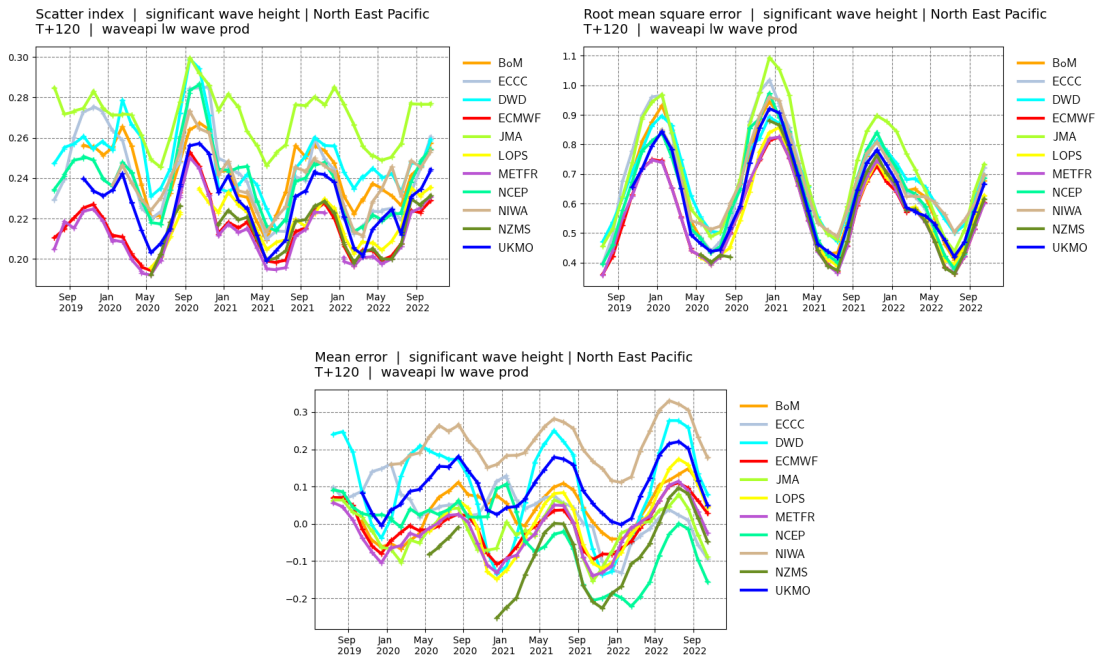 Scatter index | significant wave height | North East Pacific
T+120 | waveapi lw wave prod
0.30
0.28
0.26
0.24
0.22
0.20
Sep 2019
Jan 2020
May 2020
Sep 2020
Jan 2021
May 2021
Sep 2021
Jan 2022
May 2022
Sep 2022
BoM
ECCC
DWD
ECMWF
JMA
LOPS
METFR
NCEP
NIWA
NZMS
UKMO
Root mean square error | significant wave height | North East Pacific
T+120 | waveapi lw wave prod
1.1
1.0
0.9
0.8
0.7
0.6
0.5
0.4
Sep 2019
Jan 2020
May 2020
Sep 2020
Jan 2021
May 2021
Sep 2021
Jan 2022
May 2022
Sep 2022
BoM
ECCC
DWD
ECMWF
JMA
LOPS
METFR
NCEP
NIWA
NZMS
UKMO
Mean error | significant wave height | North East Pacific
T+120 | waveapi lw wave prod
0.3
0.2
0.1
0.0
−0.1
−0.2
Sep 2019
Jan 2020
May 2020
Sep 2020
Jan 2021
May 2021
Sep 2021
Jan 2022
May 2022
Sep 2022
BoM
ECCC
DWD
ECMWF
JMA
LOPS
METFR
NCEP
NIWA
NZMS
UKMO